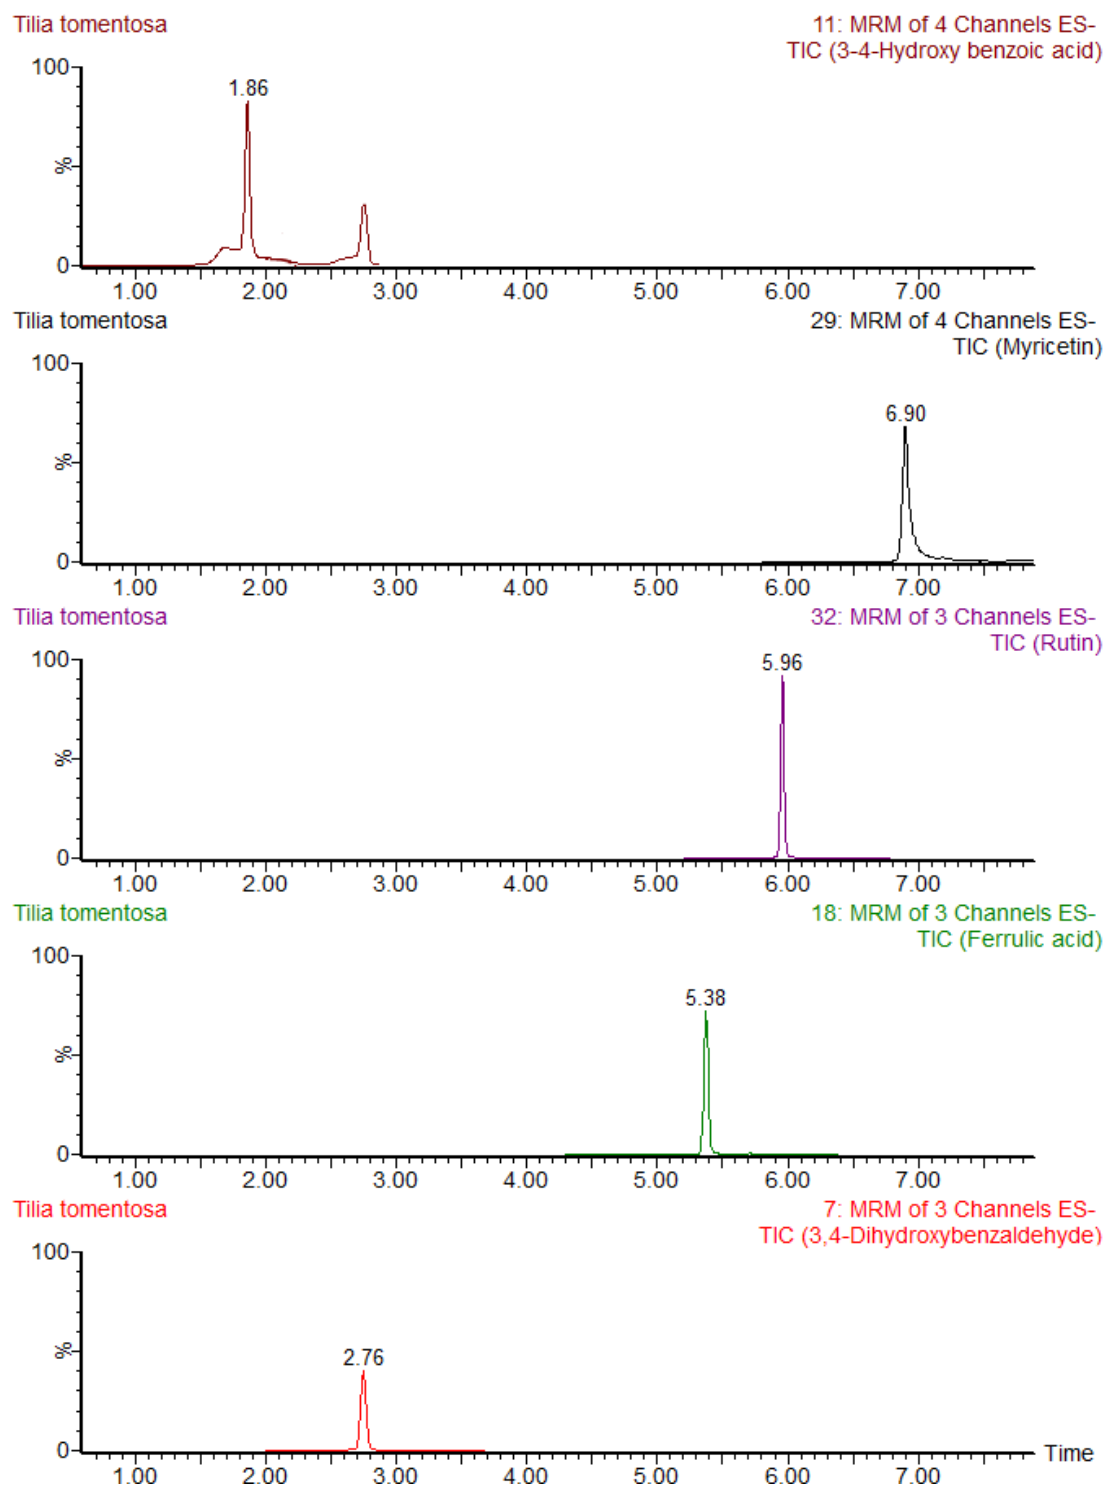 Tilia tomentosa
11: MRM of 4 Channels ES-
TIC (3-4-Hydroxy benzoic acid)
100
1.86
%
0
1.00 2.00 3.00 4.00 5.00 6.00 7.00
Tilia tomentosa
29: MRM of 4 Channels ES-
TIC (Myricetin)
100
6.90
%
0
1.00 2.00 3.00 4.00 5.00 6.00 7.00
Tilia tomentosa
32: MRM of 3 Channels ES-
TIC (Rutin)
100
5.96
%
0
1.00 2.00 3.00 4.00 5.00 6.00 7.00
Tilia tomentosa
18: MRM of 3 Channels ES-
TIC (Ferrulic acid)
100
5.38
%
0
1.00 2.00 3.00 4.00 5.00 6.00 7.00
Tilia tomentosa
7: MRM of 3 Channels ES-
TIC (3,4-Dihydroxybenzaldehyde)
100
2.76
%
0
Time
1.00 2.00 3.00 4.00 5.00 6.00 7.00